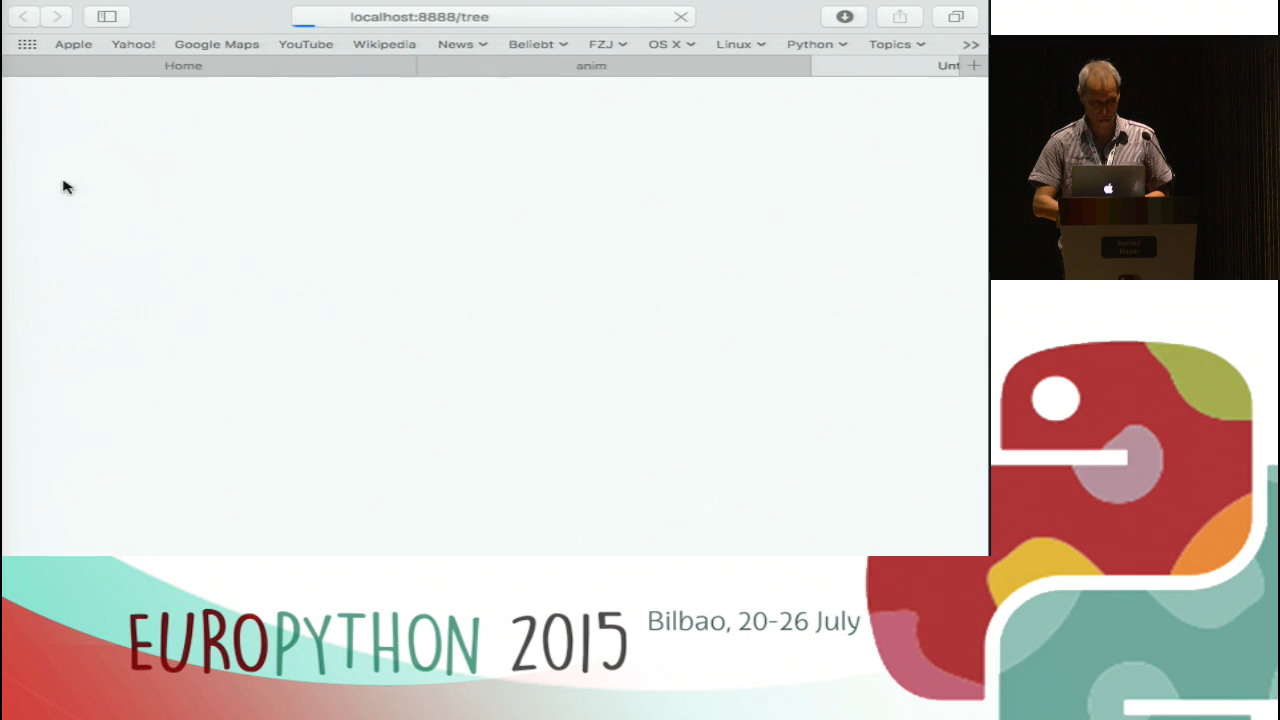 localhost:8888/tree
Apple Yahoo! Google Maps YouTube Wikipedia News Beliebt FZJ OS X Linux Python Topics >>
Home anim Unt
EUROPYTHON 2015 Bilbao, 20-26 July